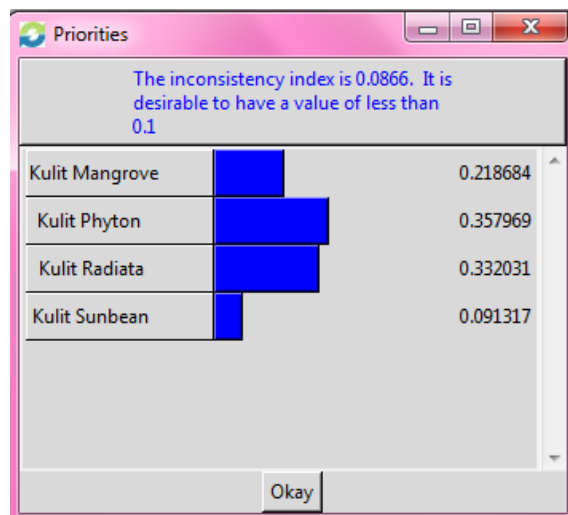 Priorities
The inconsistency index is 0.0866. It is
desirable to have a value of less than
0.1
Kulit Mangrove 0.218684
Kulit Phyton 0.357969
Kulit Radiata 0.332031
Kulit Sunbean 0.091317
Okay